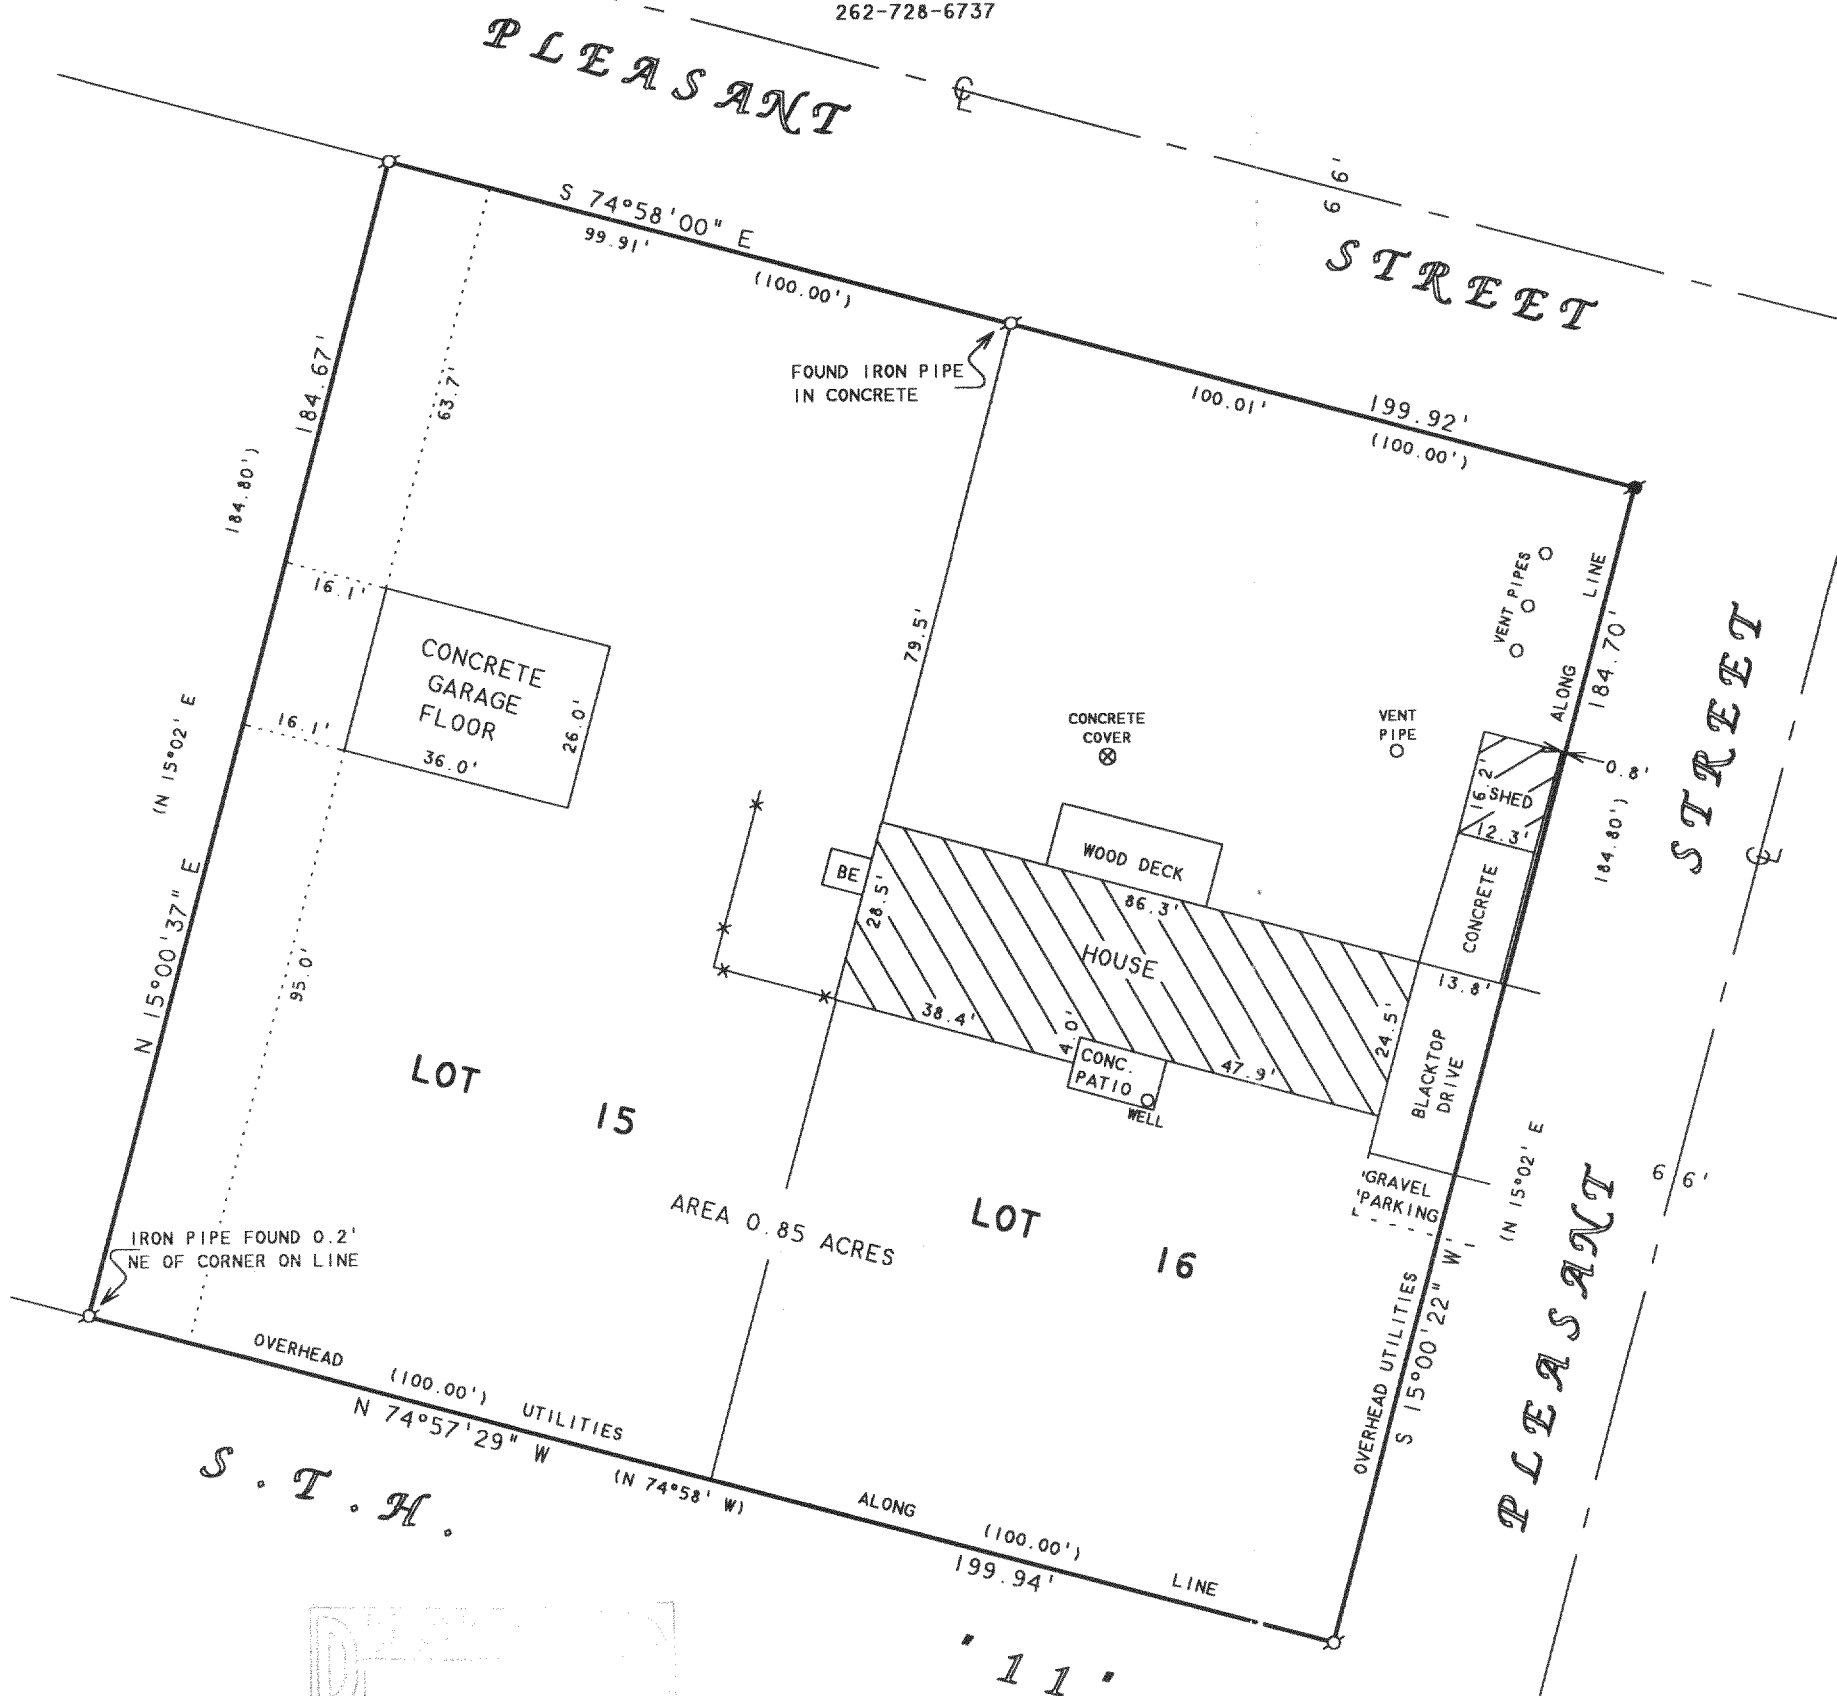 262-728-6737
PLEASANT
STREET
℄
66'
S 74°58'00" E
99.91'
(100.00')
FOUND IRON PIPE
IN CONCRETE
100.01'
199.92'
(100.00')
184.67'
(184.80')
63.7'
16.1'
CONCRETE
GARAGE
FLOOR
26.0'
36.0'
16.1'
(N 15°02' E
N 15°00'37" E
95.0'
79.5'
VENT PIPES
LINE
ALONG
184.70'
CONCRETE
COVER
VENT
PIPE
0.8'
16.2'
SHED
12.3'
(184.80')
STREET
℄
BE
28.5'
WOOD DECK
86.3'
HOUSE
CONCRETE
13.8'
38.4'
4.0'
CONC.
PATIO
WELL
47.9'
24.5'
BLACKTOP
DRIVE
GRAVEL
PARKING
(N 15°02' E
66'
PLEASANT
LOT 15
AREA 0.85 ACRES
LOT 16
IRON PIPE FOUND 0.2'
NE OF CORNER ON LINE
OVERHEAD UTILITIES
S 15°00'22" W
OVERHEAD
(100.00')
UTILITIES
N 74°57'29" W
(N 74°58' W)
ALONG
(100.00')
LINE
199.94'
S.T.H.
"11"